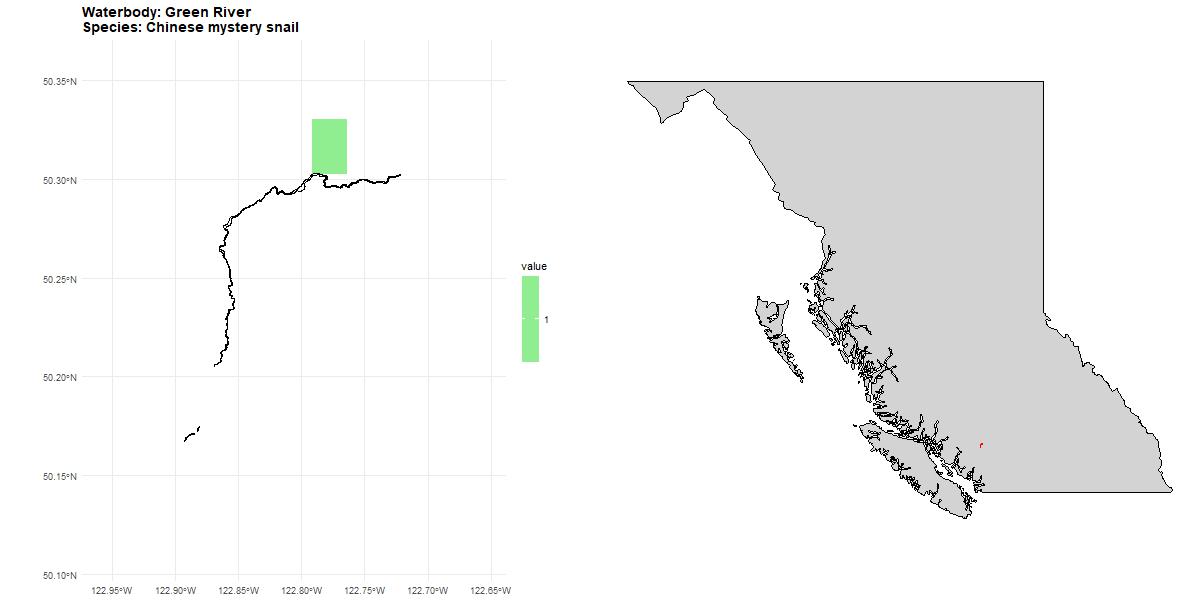 Waterbody: Green River
Species: Chinese mystery snail
50.35°N
50.30°N
50.25°N
50.20°N
50.15°N
50.10°N
122.95°W
122.90°W
122.85°W
122.80°W
122.75°W
122.70°W
122.65°W
value
1